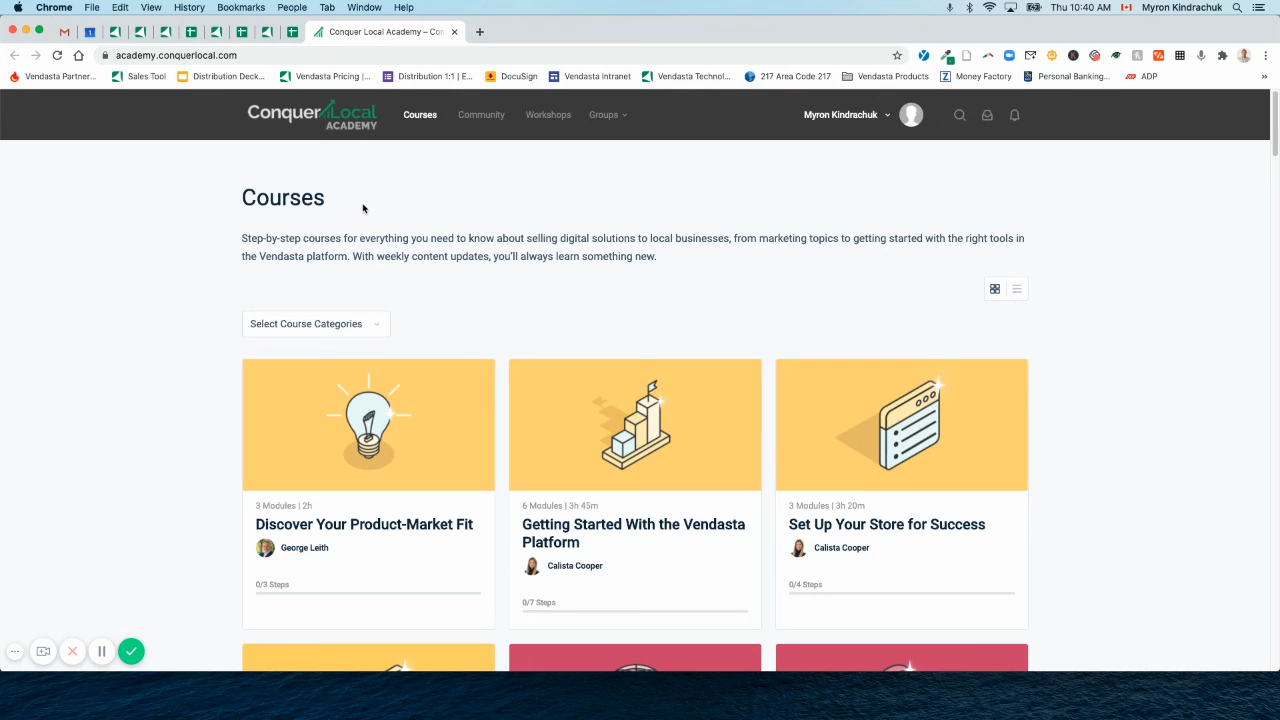 Chrome File Edit View History Bookmarks People Tab Window Help Thu 10:40 AM Myron Kindrachuk
Conquer Local Academy – Con
academy.conquerlocal.com
Vendasta Partner... Sales Tool Distribution Deck... Vendasta Pricing |... Distribution 1:1 | E... DocuSign Vendasta Intranet Vendasta Technol... 217 Area Code 217 Vendasta Products Money Factory Personal Banking... ADP
Conquer Local
ACADEMY
Courses Community Workshops Groups Myron Kindrachuk
Courses
Step-by-step courses for everything you need to know about selling digital solutions to local businesses, from marketing topics to getting started with the right tools in
the Vendasta platform. With weekly content updates, you'll always learn something new.
Select Course Categories
3 Modules | 2h
Discover Your Product-Market Fit
George Leith
0/3 Steps
6 Modules | 3h 45m
Getting Started With the Vendasta
Platform
Calista Cooper
0/7 Steps
3 Modules | 3h 20m
Set Up Your Store for Success
Calista Cooper
0/4 Steps